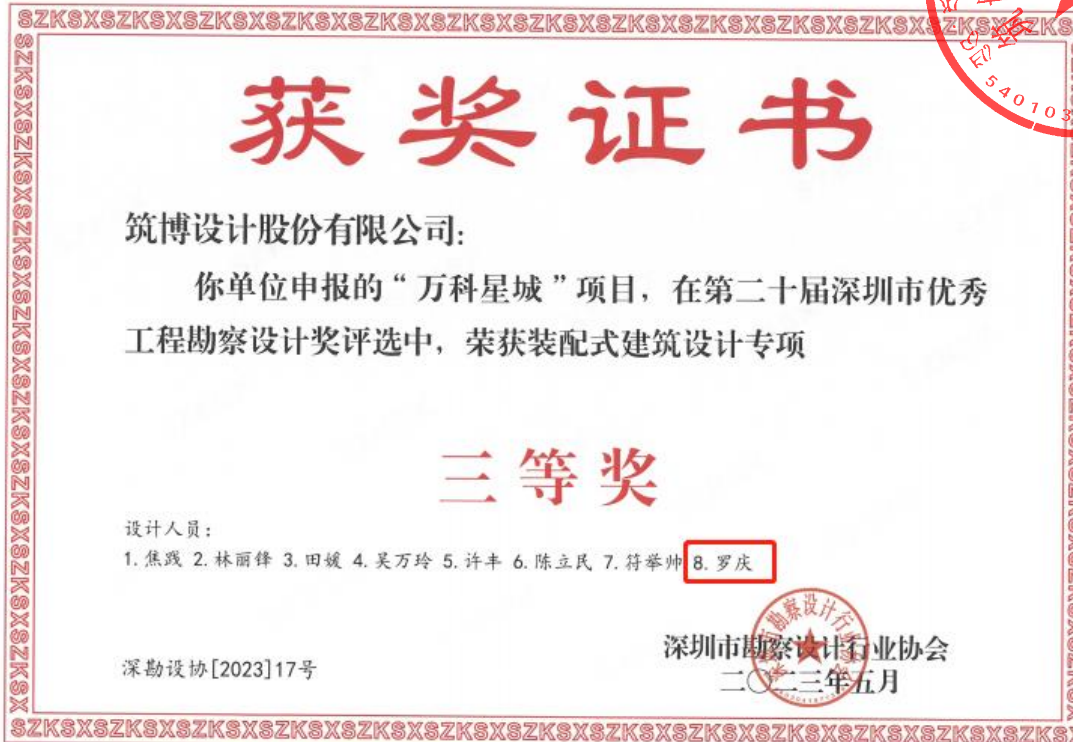 SZKSXSZKSXSZKSXSZKSXSZKSXSZKSXSZKSXSZKSXSZKS
540103
获奖证书
筑博设计股份有限公司:
你单位申报的“万科星城”项目，在第二十届深圳市优秀
工程勘察设计奖评选中，荣获装配式建筑设计专项
三等奖
设计人员:
1.焦践 2.林丽锋 3.田媛 4.吴万玲 5.许丰 6.陈立民 7.符举帅 8.罗庆
深圳市勘察设计行业协会
深勘设协[2023]17号
二〇二三年五月
SZKSXSZKSXSZKSXSZKSXSZKSXSZKSXSZKSXSZKSXSZKSX